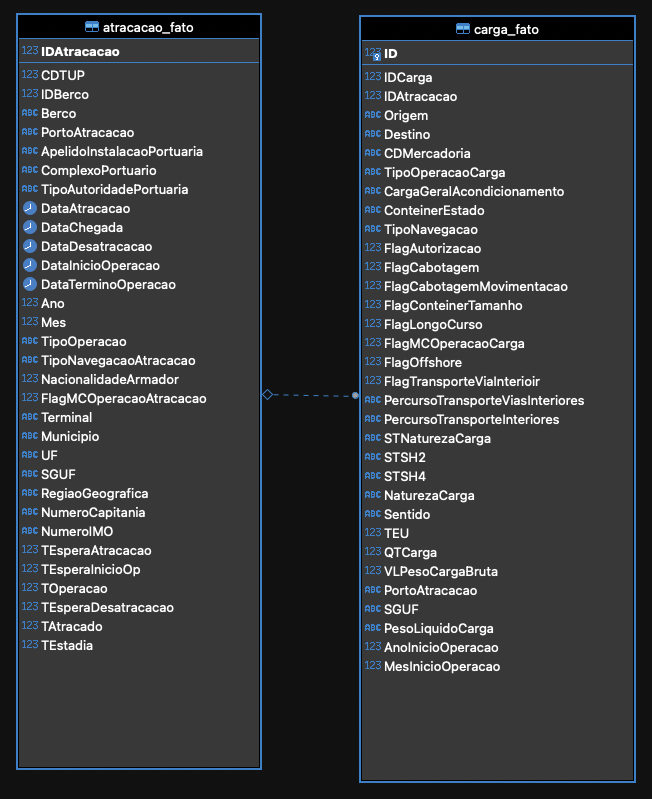 atracacao_fato
123 IDAtracacao
123 CDTUP
123 IDBerco
ABC Berco
ABC PortoAtracacao
ABC ApelidoInstalacaoPortuaria
ABC ComplexoPortuario
ABC TipoAutoridadePortuaria
DataAtracacao
DataChegada
DataDesatracacao
DataInicioOperacao
DataTerminoOperacao
123 Ano
123 Mes
ABC TipoOperacao
ABC TipoNavegacaoAtracacao
123 NacionalidadeArmador
123 FlagMCOperacaoAtracacao
ABC Terminal
ABC Municipio
ABC UF
ABC SGUF
ABC RegiaoGeografica
ABC NumeroCapitania
ABC NumeroIMO
123 TEsperaAtracacao
123 TEsperaInicioOp
123 TOperacao
123 TEsperaDesatracacao
123 TAtracado
123 TEstadia
carga_fato
123 ID
123 IDCarga
123 IDAtracacao
ABC Origem
ABC Destino
ABC CDMercadoria
ABC TipoOperacaoCarga
ABC CargaGeralAcondicionamento
ABC ConteinerEstado
ABC TipoNavegacao
123 FlagAutorizacao
123 FlagCabotagem
123 FlagCabotagemMovimentacao
123 FlagConteinerTamanho
123 FlagLongoCurso
123 FlagMCOperacaoCarga
123 FlagOffshore
123 FlagTransporteViaInterioir
ABC PercursoTransporteViasInteriores
ABC PercursoTransporteInteriores
ABC STNaturezaCarga
ABC STSH2
ABC STSH4
ABC NaturezaCarga
ABC Sentido
123 TEU
123 QTCarga
123 VLPesoCargaBruta
ABC PortoAtracacao
ABC SGUF
ABC PesoLiquidoCarga
123 AnoInicioOperacao
123 MesInicioOperacao